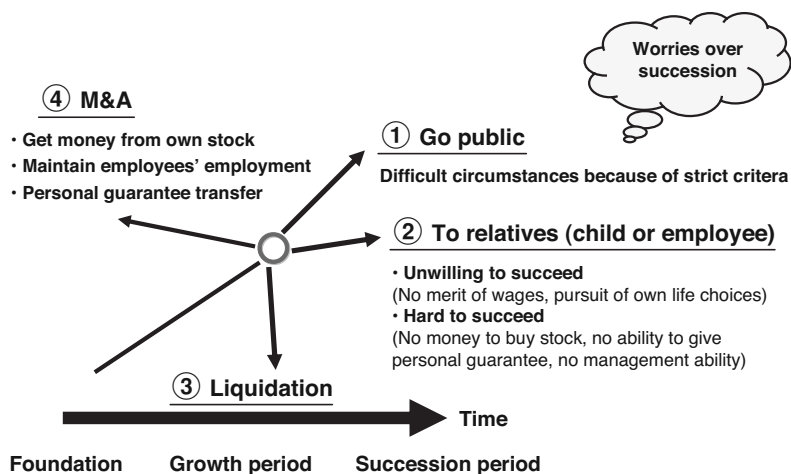 Worries over
succession
④ M&A
・Get money from own stock
・Maintain employees’ employment
・Personal guarantee transfer
① Go public
Difficult circumstances because of strict critera
② To relatives (child or employee)
・Unwilling to succeed
(No merit of wages, pursuit of own life choices)
・Hard to succeed
(No money to buy stock, no ability to give
personal guarantee, no management ability)
③ Liquidation
Time
Foundation
Growth period
Succession period